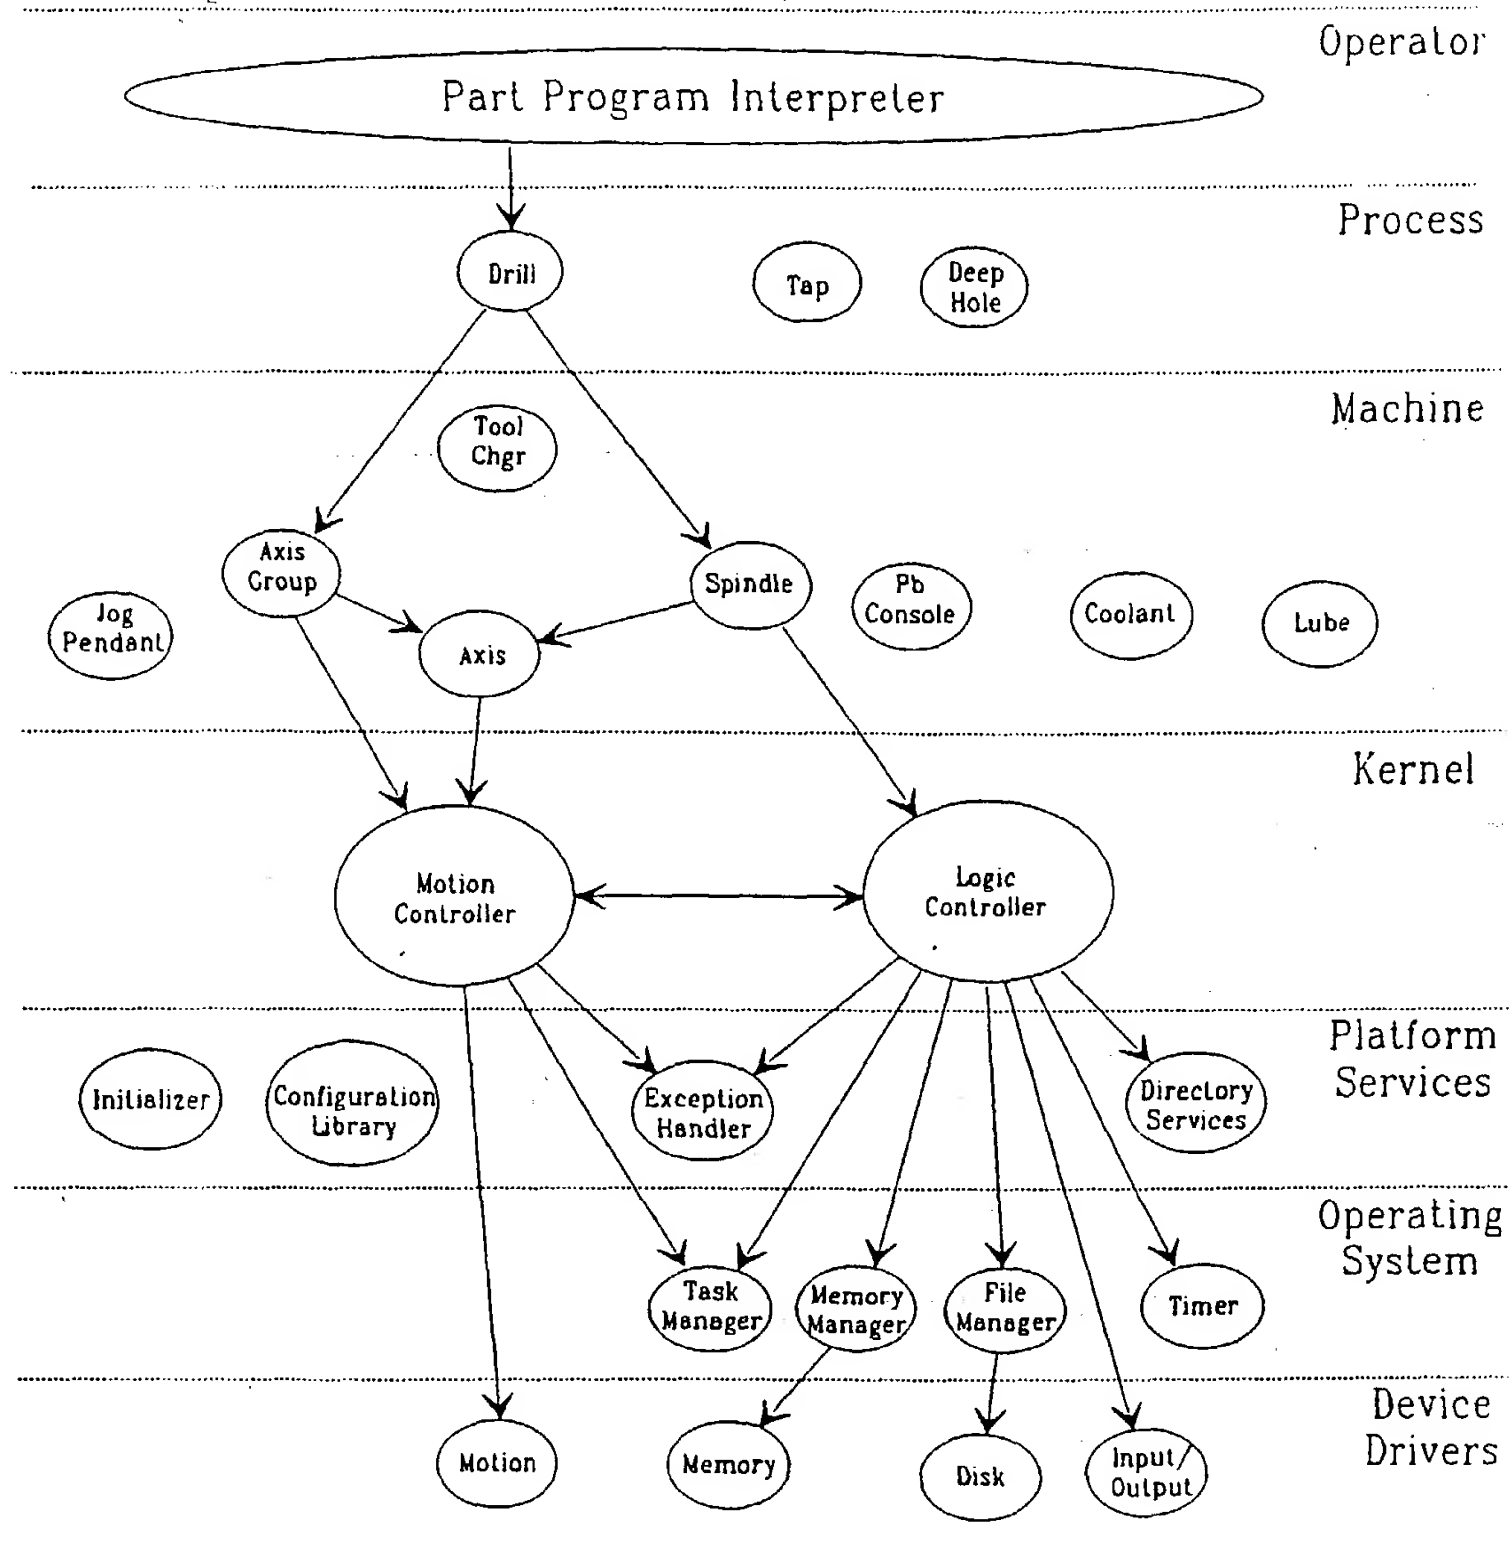 Operator
Part Program Interpreter
Process
Drill
Tap
Deep
Hole
Machine
Tool
Chgr
Axis
Group
Spindle
Pb
Console
Coolant
Lube
Jog
Pendant
Axis
Kernel
Motion
Controller
Logic
Controller
Platform
Services
Initializer
Configuration
Library
Exception
Handler
Directory
Services
Operating
System
Task
Manager
Memory
Manager
File
Manager
Timer
Device
Drivers
Motion
Memory
Disk
Input/
Output